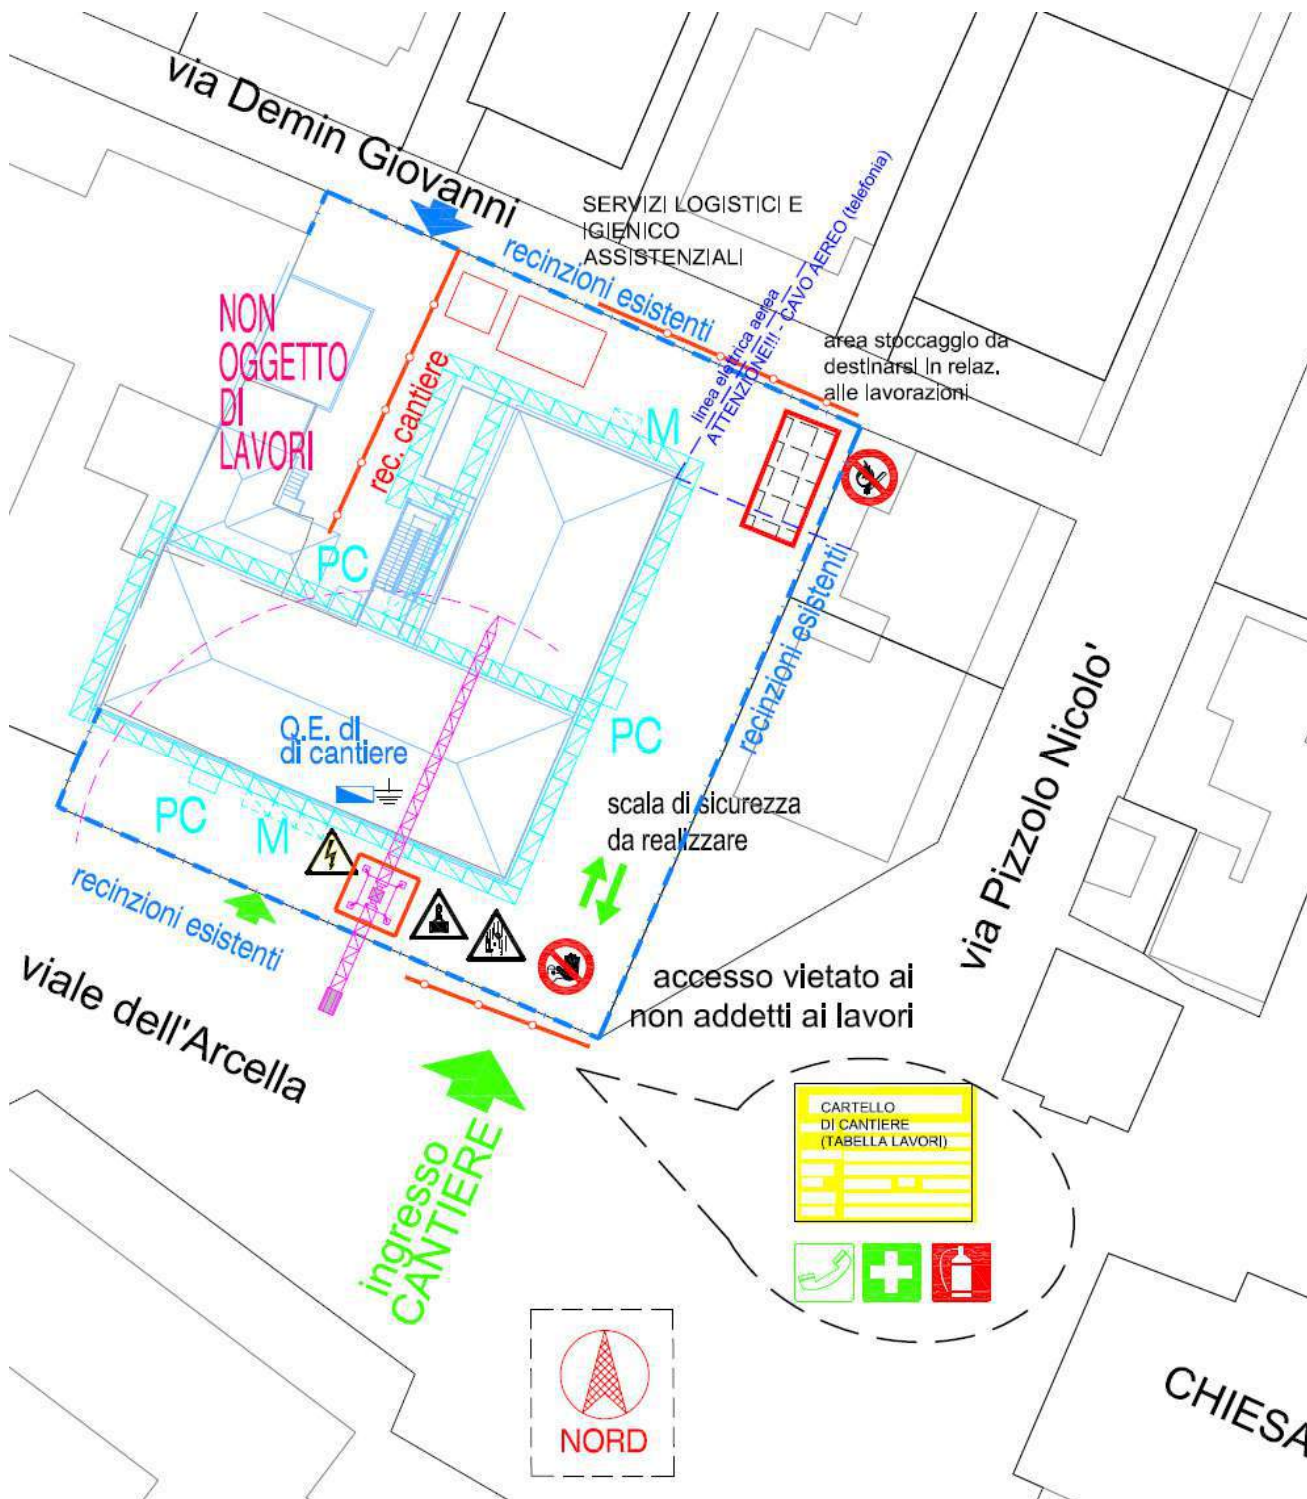 via Demin Giovanni
SERVIZI LOGISTICI E
IGIENICO
ASSISTENZIALI
recinzioni esistenti
linea elettrica aerea
ATTENZIONE!!! - CAVO AEREO (telefonia)
NON
OGGETTO
DI
LAVORI
rec. cantiere
area stoccaggio da
destinarsi in relaz.
alle lavorazioni
M
PC
recinzioni esistenti
PC
Q.E. di
di cantiere
PC
M
scala di sicurezza
da realizzare
via Pizzolo Nicolo'
recinzioni esistenti
viale dell'Arcella
accesso vietato ai
non addetti ai lavori
ingresso
CANTIERE
CARTELLO
DI CANTIERE
(TABELLA LAVORI)
NORD
CHIESA